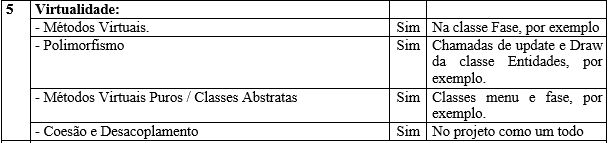 5 Virtualidade:
- Métodos Virtuais. Sim Na classe Fase, por exemplo
- Polimorfismo Sim Chamadas de update e Draw
da classe Entidades, por
exemplo.
- Métodos Virtuais Puros / Classes Abstratas Sim Classes menu e fase, por
exemplo.
- Coesão e Desacoplamento Sim No projeto como um todo